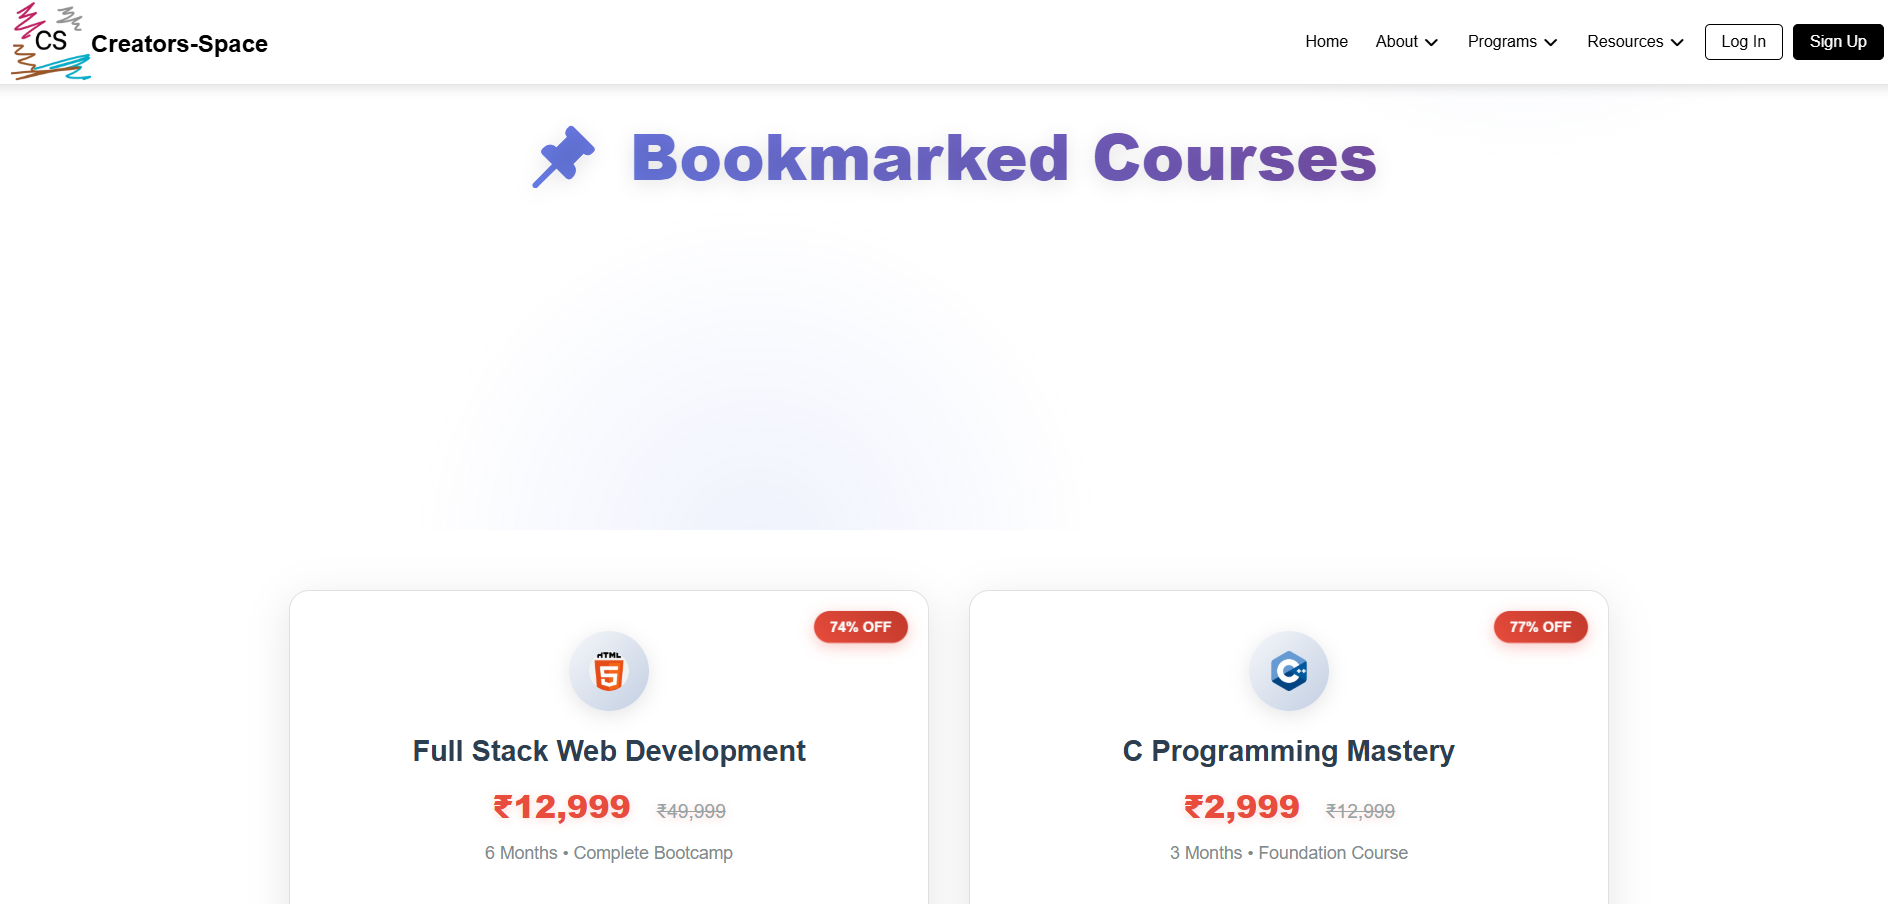 CS Creators-Space Home About Programs Resources Log In Sign Up
Bookmarked Courses
74% OFF
HTML
5
Full Stack Web Development
₹12,999 ₹49,999
6 Months • Complete Bootcamp
77% OFF
C++
C Programming Mastery
₹2,999 ₹12,999
3 Months • Foundation Course